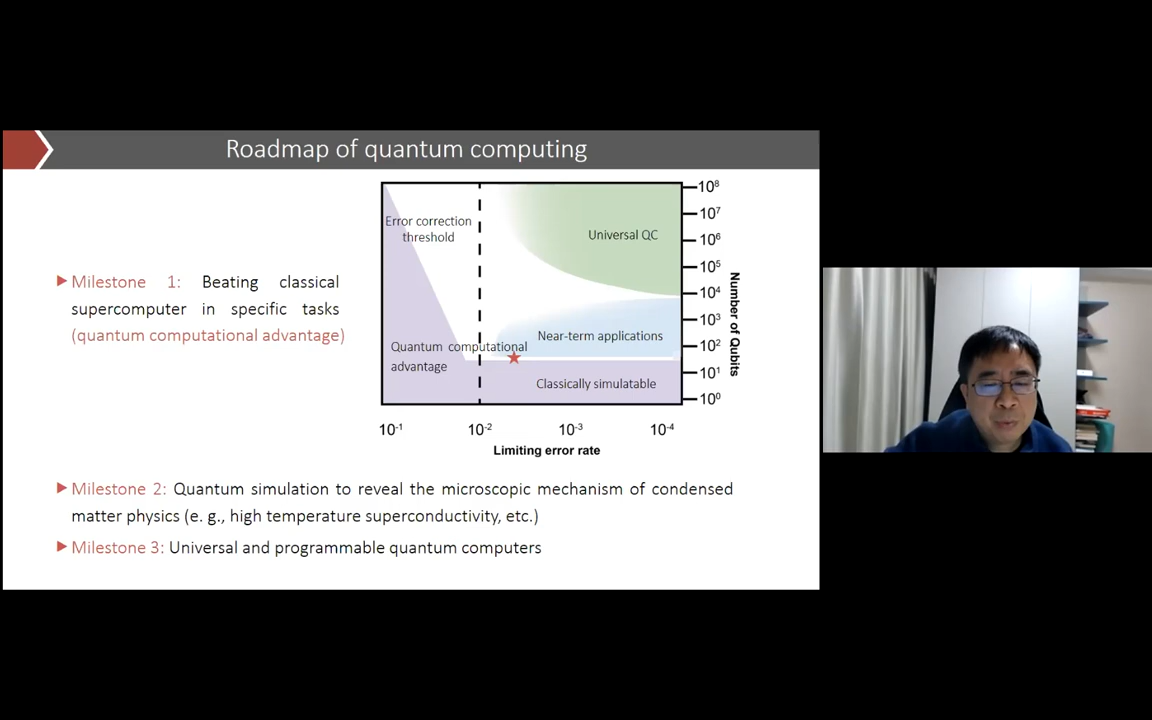 Roadmap of quantum computing
Milestone 1: Beating classical
supercomputer in specific tasks
(quantum computational advantage)
Error correction
threshold
Universal QC
Near-term applications
Quantum computational
advantage
Classically simulatable
10⁸
10⁷
10⁶
10⁵
10⁴
10³
10²
10¹
10⁰
Number of Qubits
10⁻¹ 10⁻² 10⁻³ 10⁻⁴
Limiting error rate
Milestone 2: Quantum simulation to reveal the microscopic mechanism of condensed
matter physics (e. g., high temperature superconductivity, etc.)
Milestone 3: Universal and programmable quantum computers